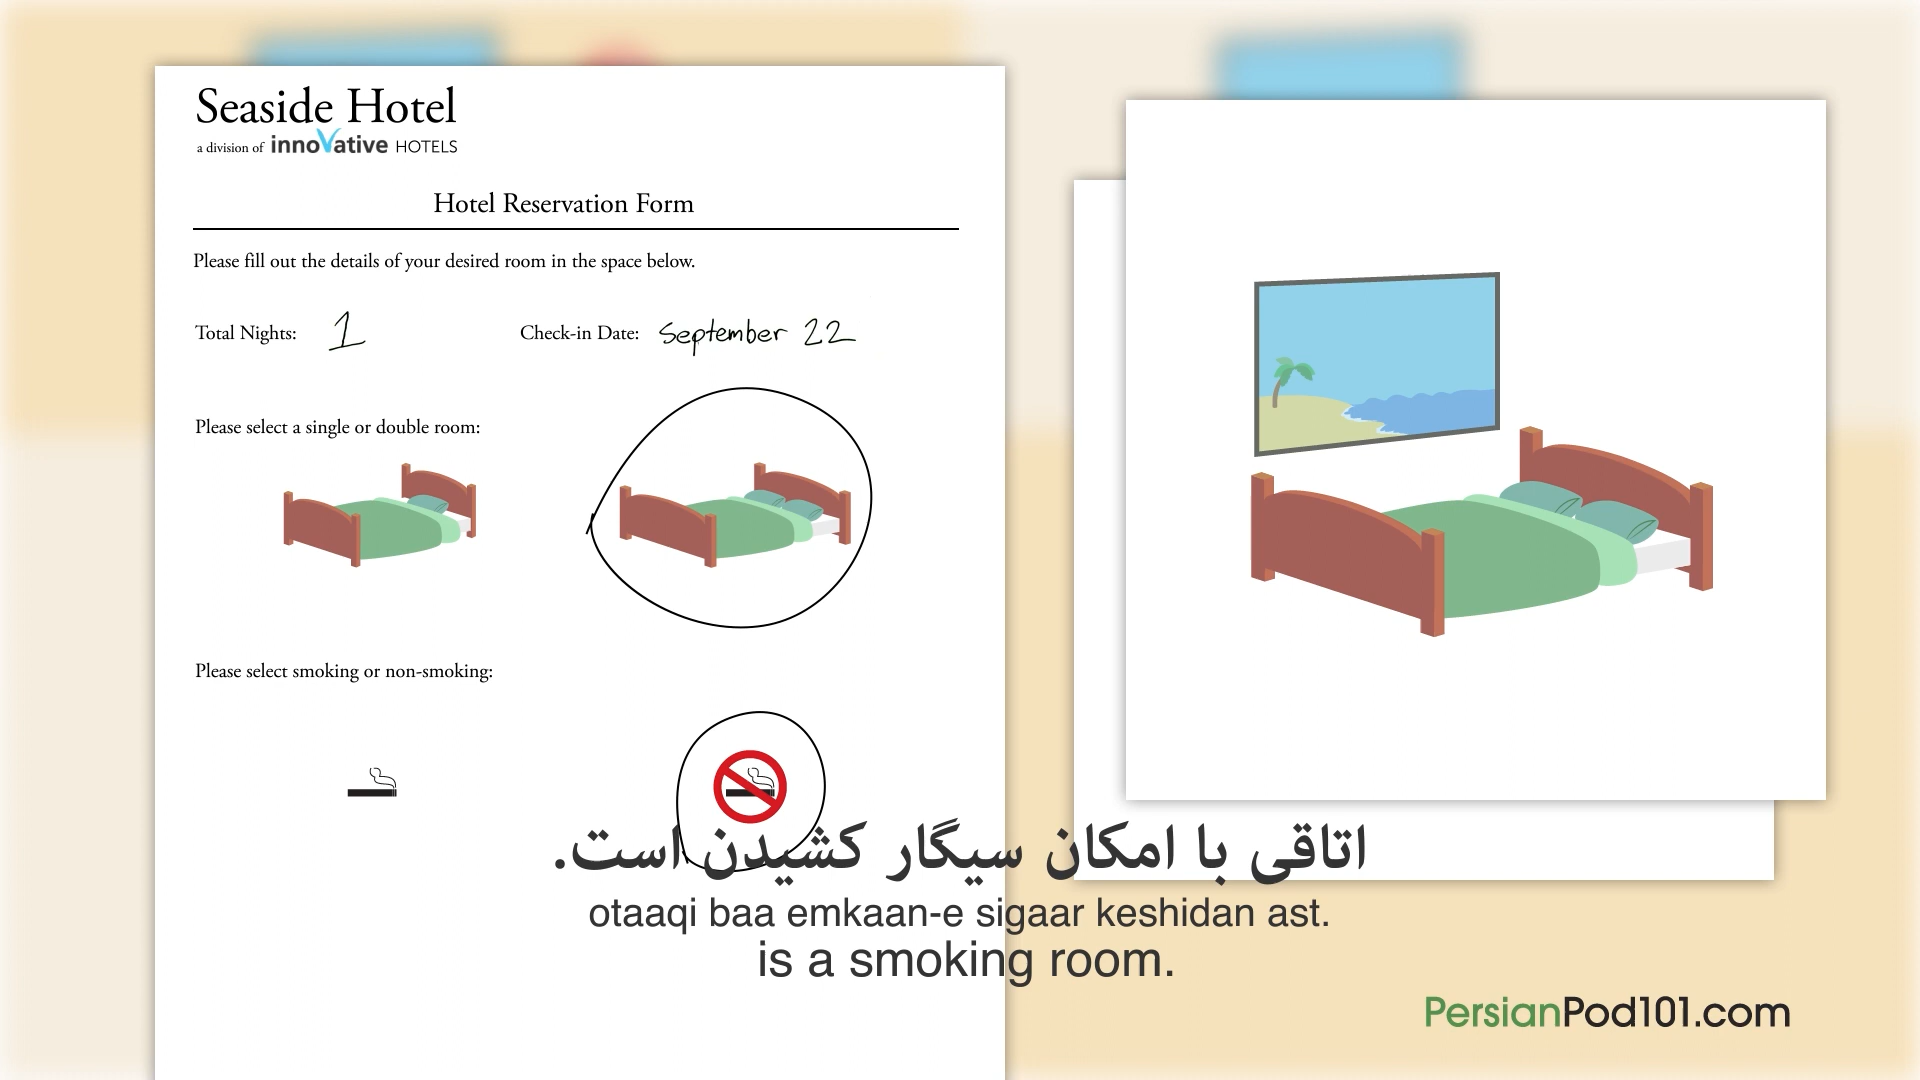 Seaside Hotel
a division of innovative HOTELS
Hotel Reservation Form
Please fill out the details of your desired room in the space below.
Total Nights: 1 Check-in Date: September 22
Please select a single or double room:
Please select smoking or non-smoking:
اتاقی با امکان سیگار کشیدن است.
otaaqi baa emkaan-e sigaar keshidan ast.
is a smoking room.
PersianPod101.com